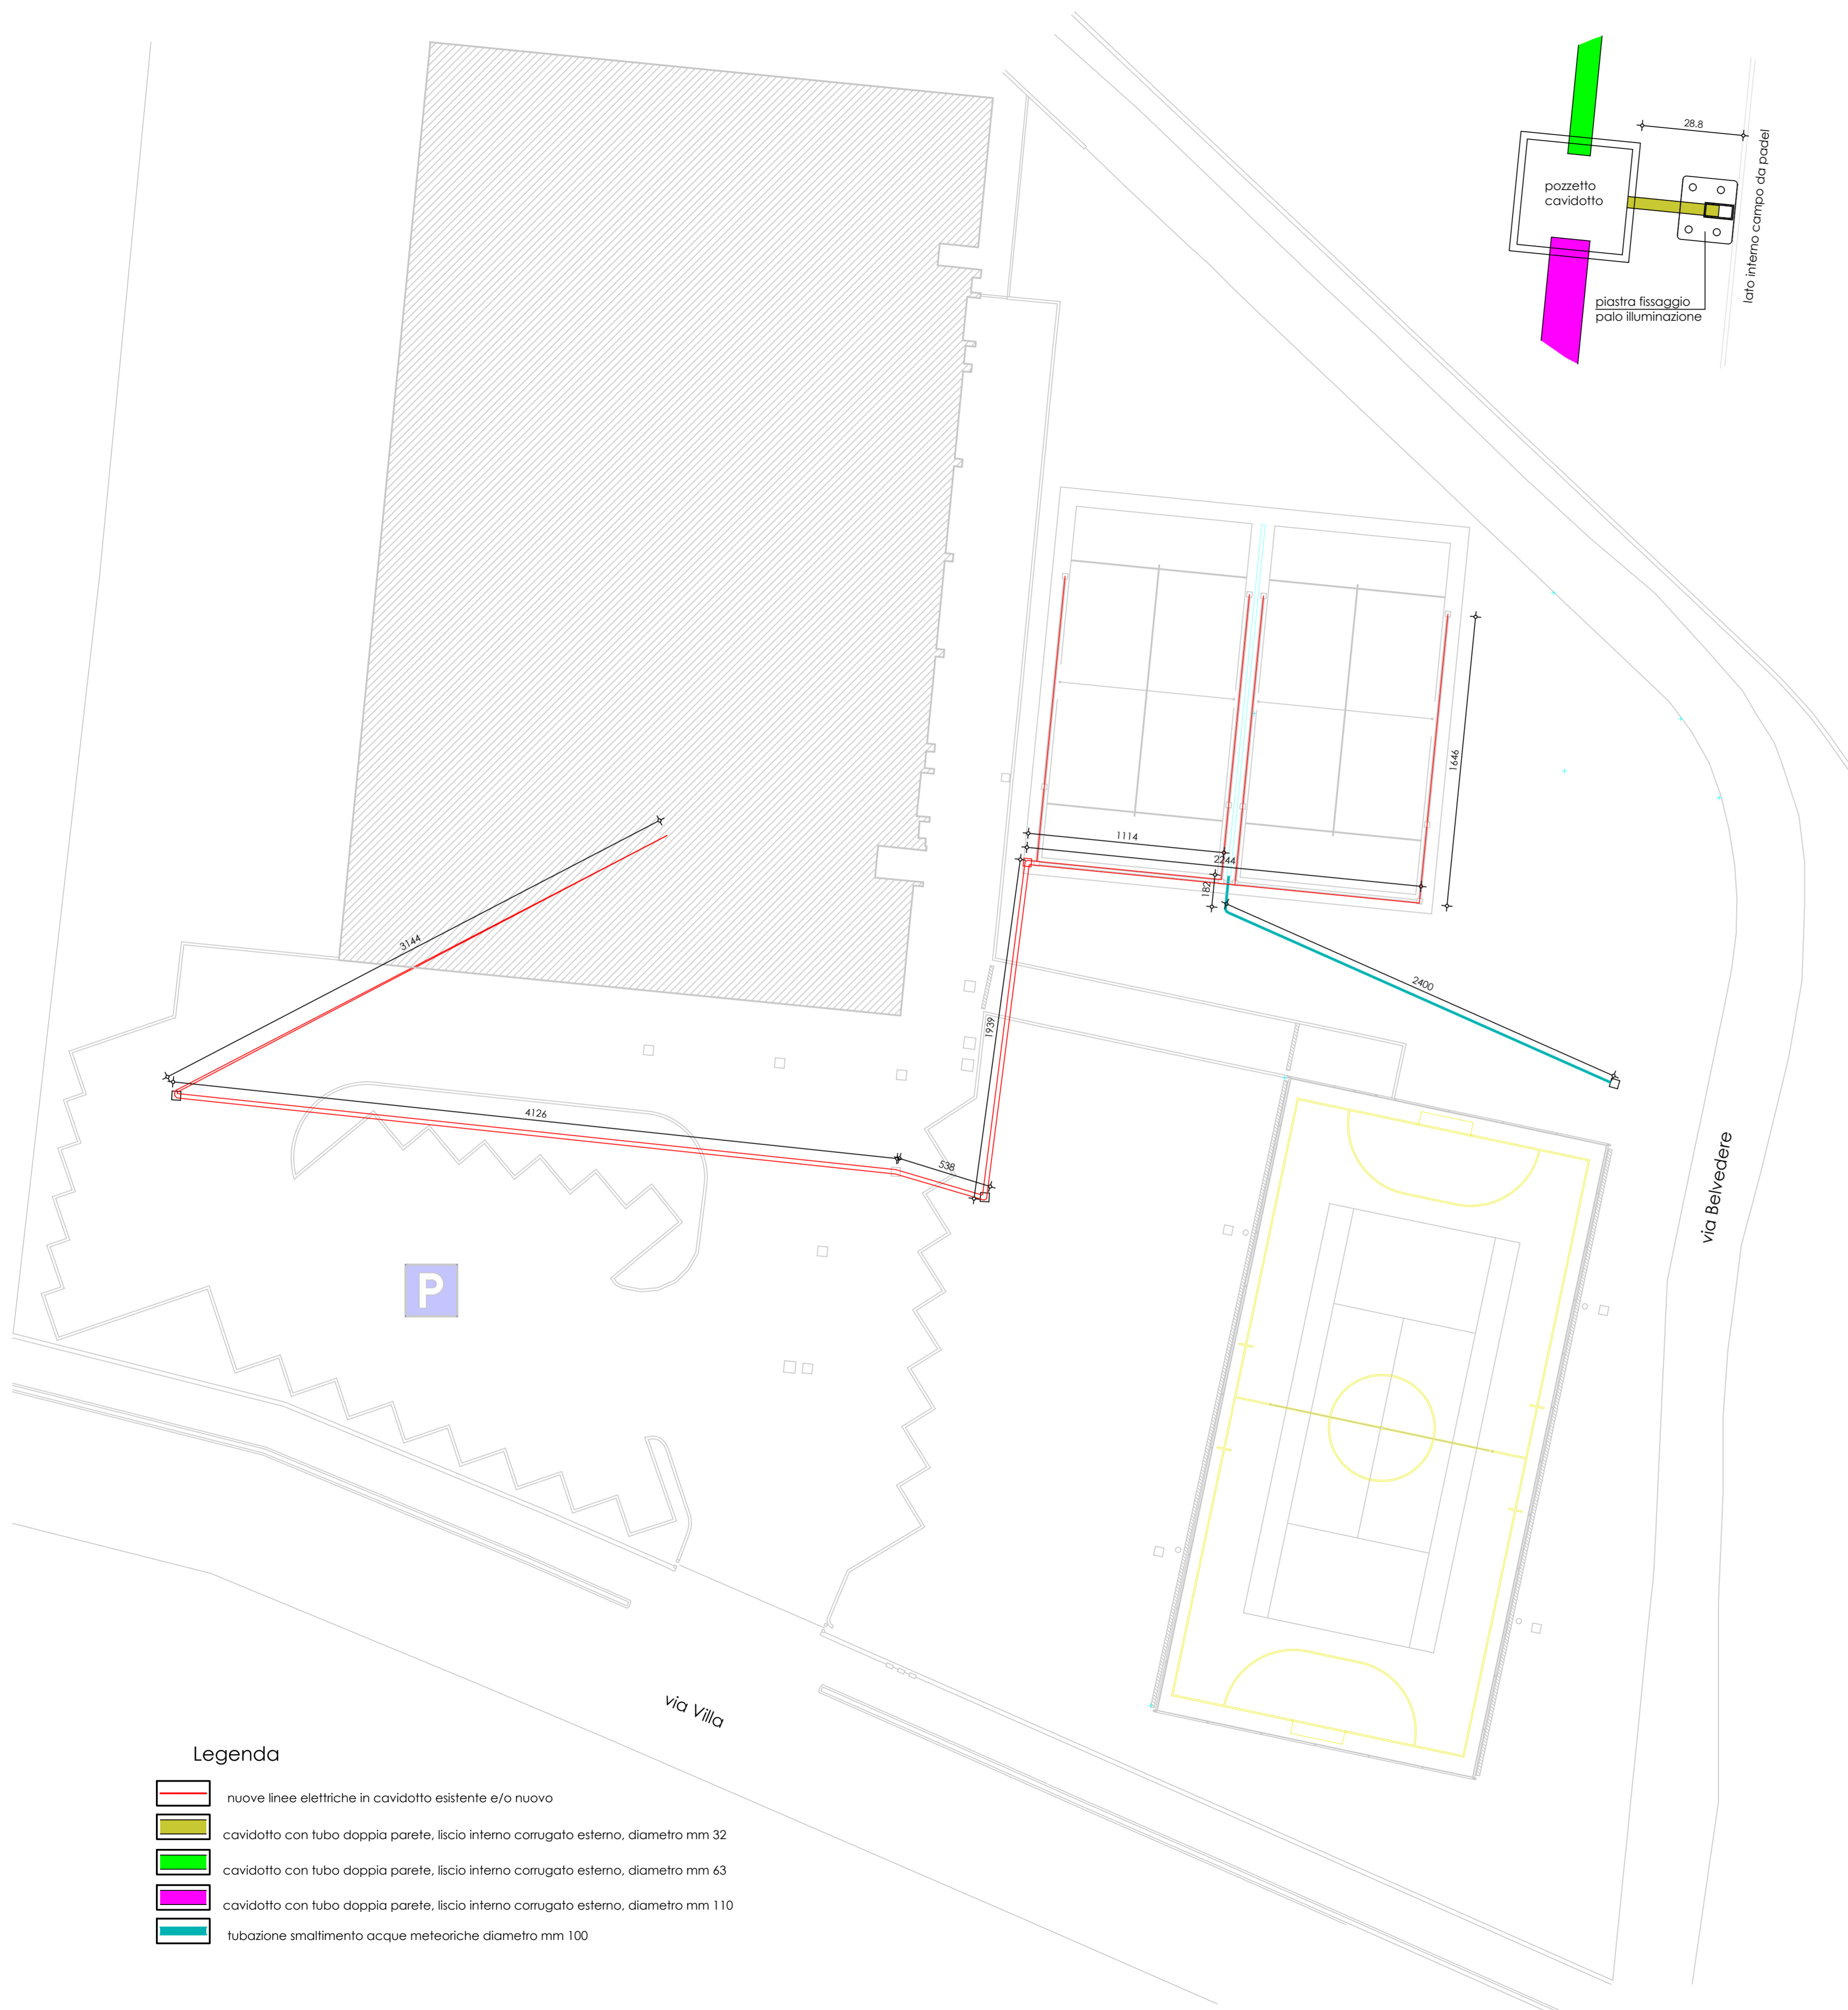 28.8
pozzetto
cavidotto
lato interno campo da padel
piastra fissaggio
palo illuminazione
1646
1114
2244
182
3144
2400
1939
4126
538
via Belvedere
P
via Villa
Legenda
nuove linee elettriche in cavidotto esistente e/o nuovo
cavidotto con tubo doppia parete, liscio interno corrugato esterno, diametro mm 32
cavidotto con tubo doppia parete, liscio interno corrugato esterno, diametro mm 63
cavidotto con tubo doppia parete, liscio interno corrugato esterno, diametro mm 110
tubazione smaltimento acque meteoriche diametro mm 100